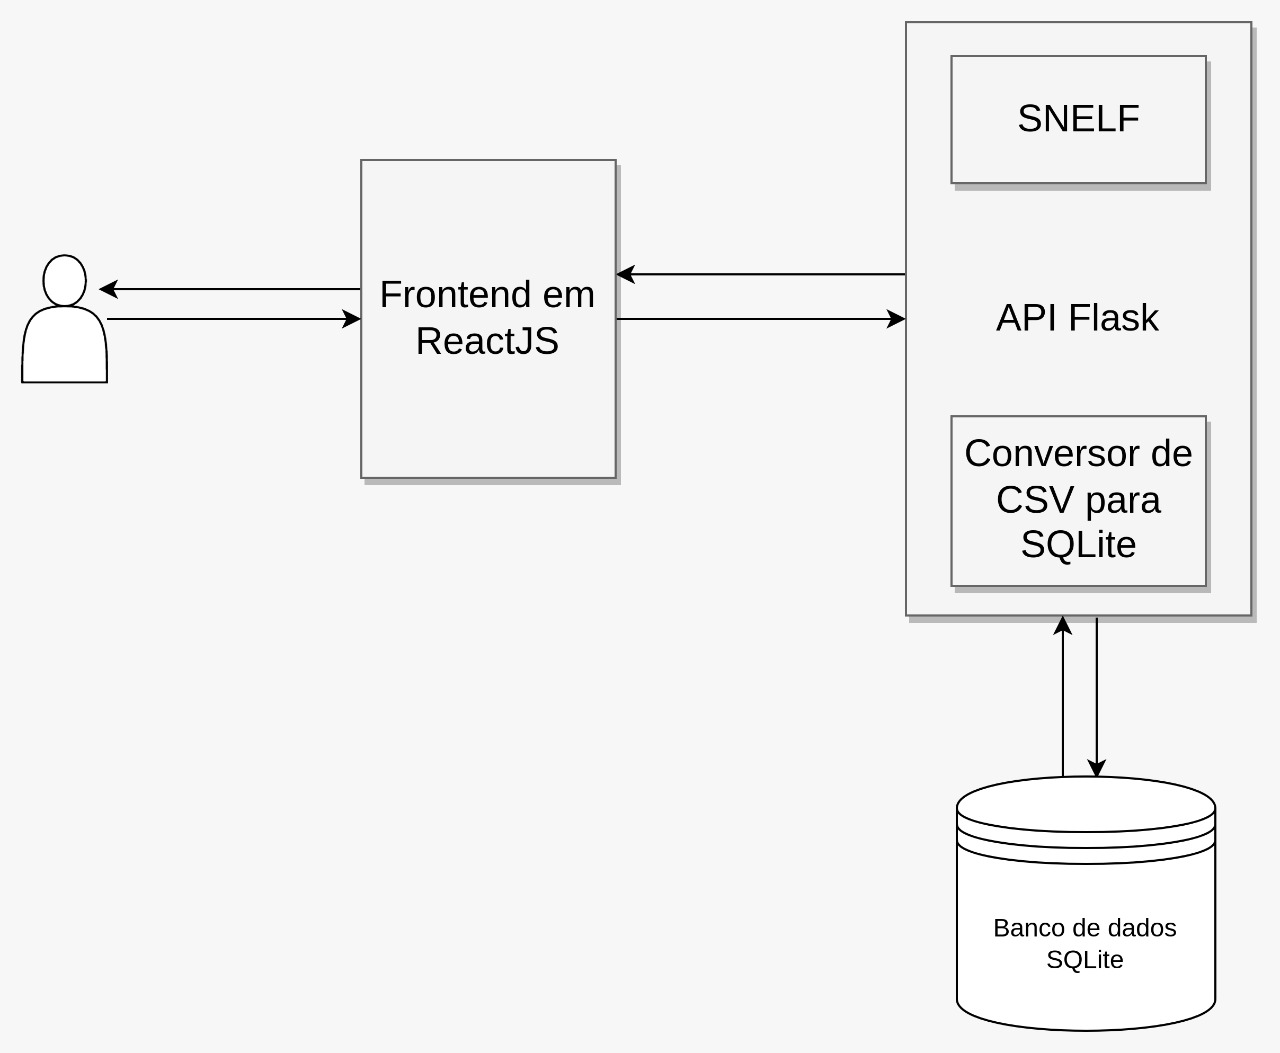 SNELF
Frontend em
ReactJS
API Flask
Conversor de
CSV para
SQLite
Banco de dados
SQLite